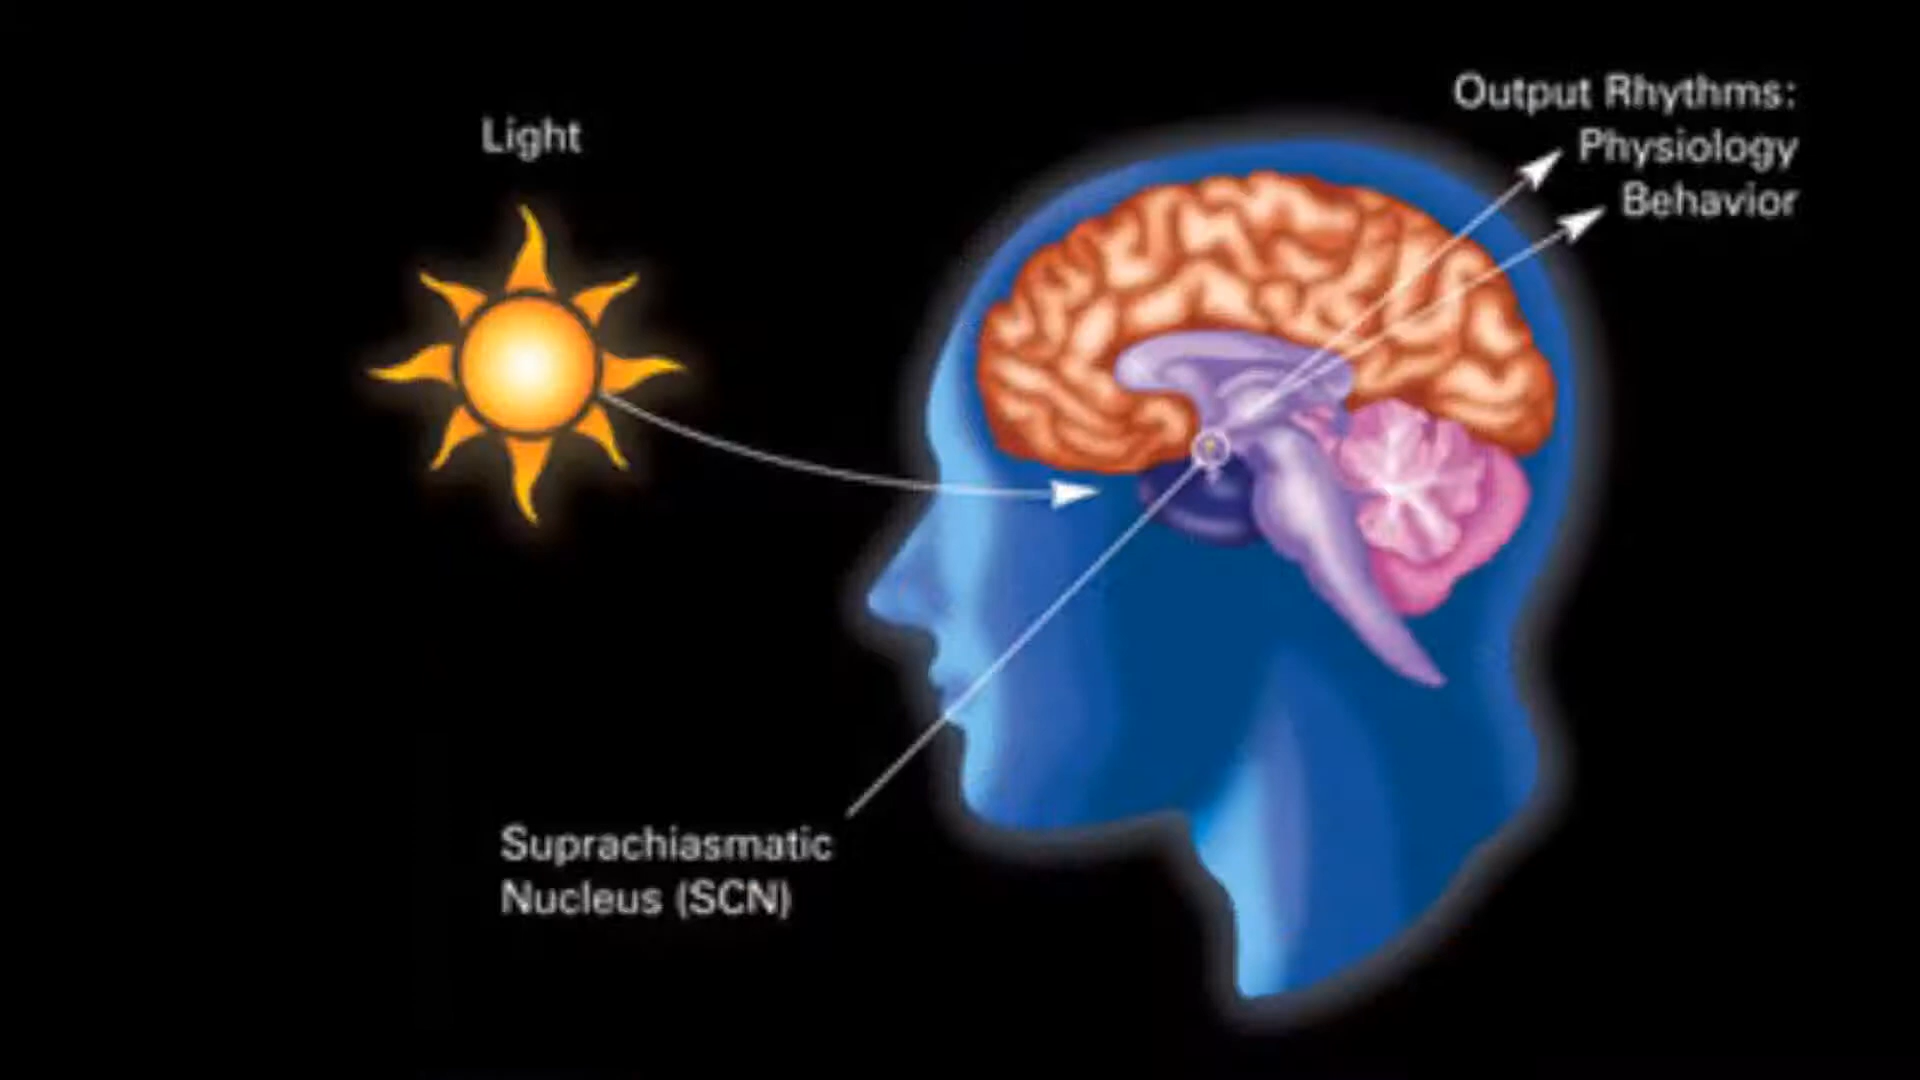 Light
Output Rhythms:
Physiology
Behavior
Suprachiasmatic
Nucleus (SCN)